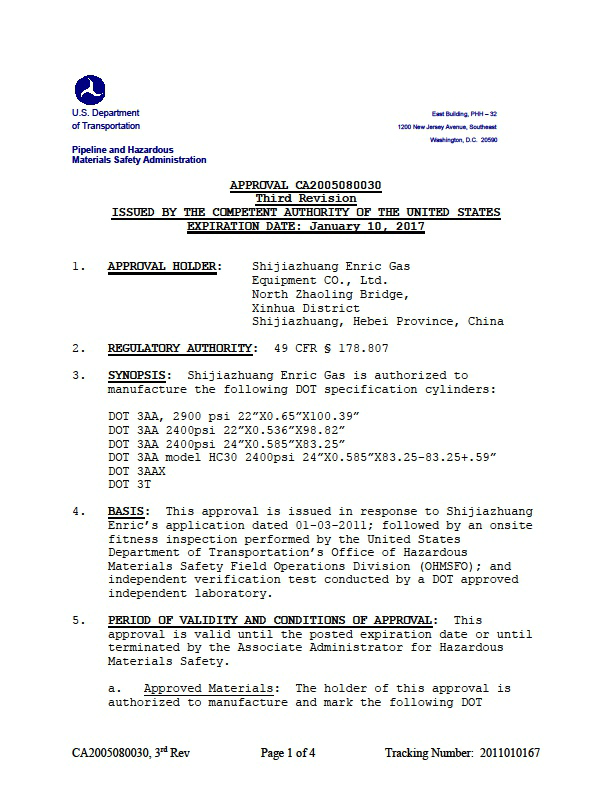 U.S. Department
of Transportation
East Building, PHH – 32
1200 New Jersey Avenue, Southeast
Washington, D.C. 20590
Pipeline and Hazardous
Materials Safety Administration
APPROVAL CA2005080030
Third Revision
ISSUED BY THE COMPETENT AUTHORITY OF THE UNITED STATES
EXPIRATION DATE: January 10, 2017
1. APPROVAL HOLDER: Shijiazhuang Enric Gas
Equipment CO., Ltd.
North Zhaoling Bridge,
Xinhua District
Shijiazhuang, Hebei Province, China
2. REGULATORY AUTHORITY: 49 CFR § 178.807
3. SYNOPSIS: Shijiazhuang Enric Gas is authorized to
manufacture the following DOT specification cylinders:
DOT 3AA, 2900 psi 22”X0.65”X100.39”
DOT 3AA 2400psi 22”X0.536”X98.82”
DOT 3AA 2400psi 24”X0.585”X83.25”
DOT 3AA model HC30 2400psi 24”X0.585”X83.25-83.25+.59”
DOT 3AAX
DOT 3T
4. BASIS: This approval is issued in response to Shijiazhuang
Enric’s application dated 01-03-2011; followed by an onsite
fitness inspection performed by the United States
Department of Transportation’s Office of Hazardous
Materials Safety Field Operations Division (OHMSFO); and
independent verification test conducted by a DOT approved
independent laboratory.
5. PERIOD OF VALIDITY AND CONDITIONS OF APPROVAL: This
approval is valid until the posted expiration date or until
terminated by the Associate Administrator for Hazardous
Materials Safety.
a. Approved Materials: The holder of this approval is
authorized to manufacture and mark the following DOT
CA2005080030, 3rd Rev Page 1 of 4 Tracking Number: 2011010167